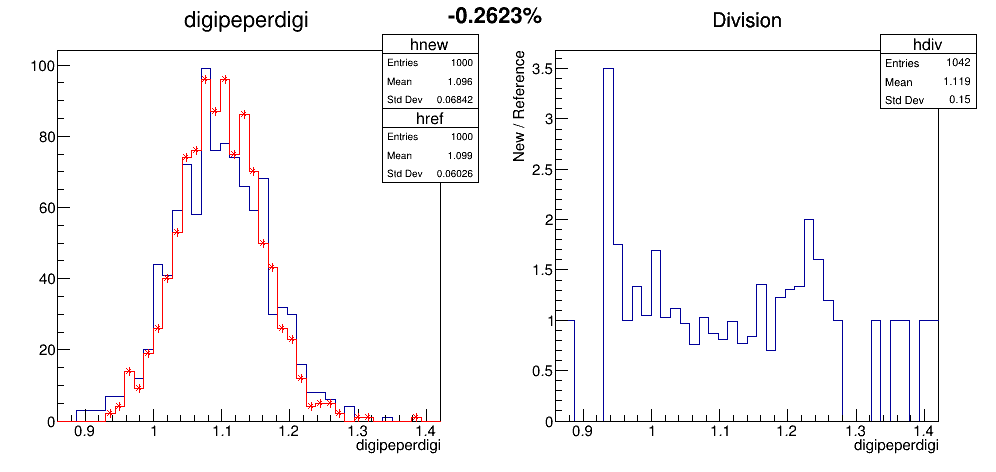 -0.2623%
digipeperdigi
hnew
Entries 1000
Mean 1.096
Std Dev 0.06842
href
Entries 1000
Mean 1.099
Std Dev 0.06026
100
80
60
40
20
0
0.9 1 1.1 1.2 1.3 1.4
digipeperdigi
Division
hdiv
Entries 1042
Mean 1.119
Std Dev 0.15
New / Reference
3.5
3
2.5
2
1.5
1
0.5
0
0.9 1 1.1 1.2 1.3 1.4
digipeperdigi